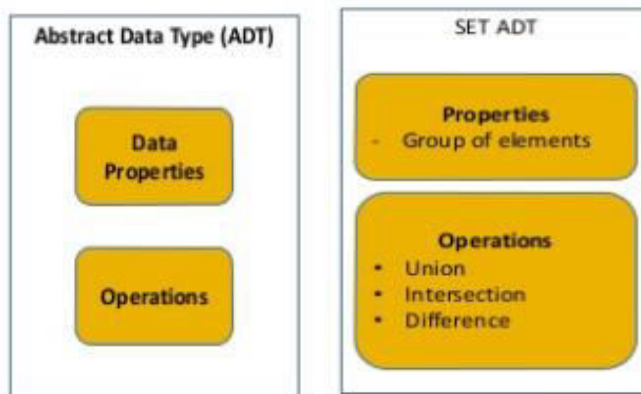 Abstract Data Type (ADT)
Data
Properties
Operations
SET ADT
Properties
- Group of elements
Operations
• Union
• Intersection
• Difference